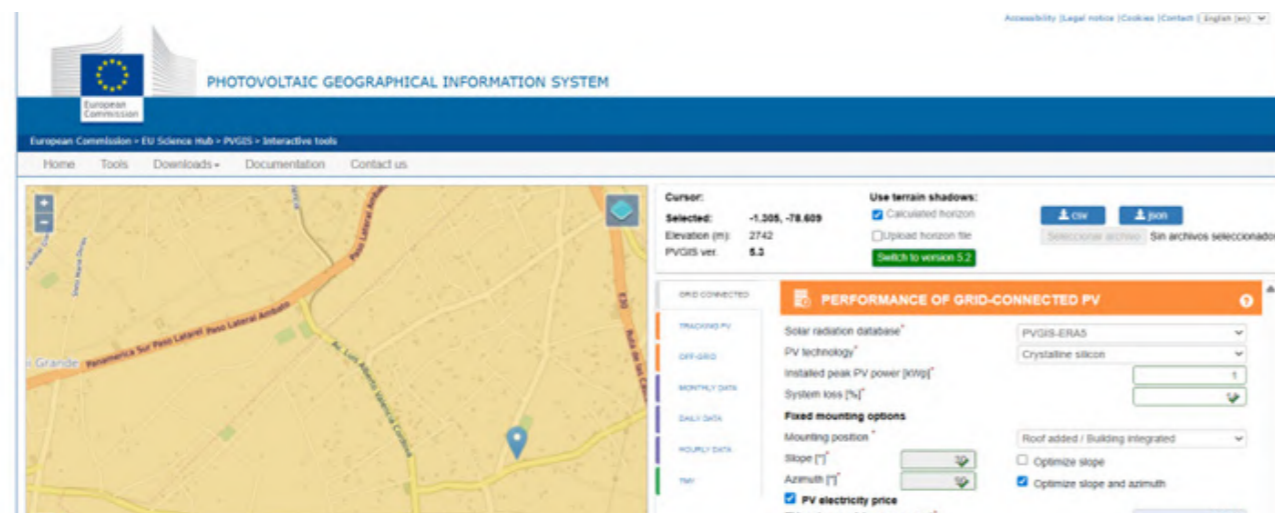 Accessibility |Legal notice |Cookies |Contact | English (en)
PHOTOVOLTAIC GEOGRAPHICAL INFORMATION SYSTEM
European
Commission
European Commission > EU Science Hub > PVGIS > Interactive tools
Home Tools Downloads Documentation Contact us
+
-
Paso Lateral
Panamerica Sur Paso Lateral Paso Lateral Ambato
Grande
Av. Luis Anibal
E30
Cursor:
Selected: -1.305, -78.609
Elevation (m): 2742
PVGIS ver. 5.3
Use terrain shadows:
Calculated horizon
Upload horizon file
Switch to version 5.2
csv json
Seleccionar archivo Sin archivos seleccionados
GRID CONNECTED
TRACKING PV
OFF-GRID
MONTHLY DATA
DAILY DATA
HOURLY DATA
TMY
PERFORMANCE OF GRID-CONNECTED PV ?
Solar radiation database* PVGIS-ERA5
PV technology* Crystalline silicon
Installed peak PV power [kWp]* 1
System loss [%]*
Fixed mounting options
Mounting position * Roof added / Building integrated
Slope [°]* Optimize slope
Azimuth [°]* Optimize slope and azimuth
PV electricity price